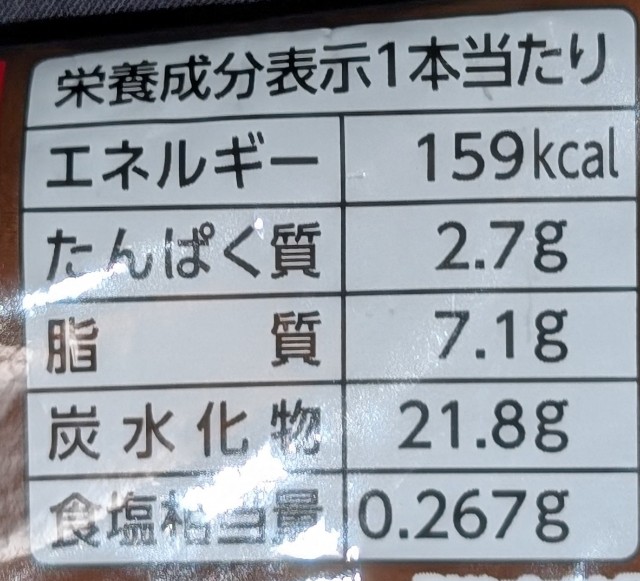 栄養成分表示1本当たり
エネルギー 159kcal
たんぱく質 2.7g
脂質 7.1g
炭水化物 21.8g
食塩相当量 0.267g